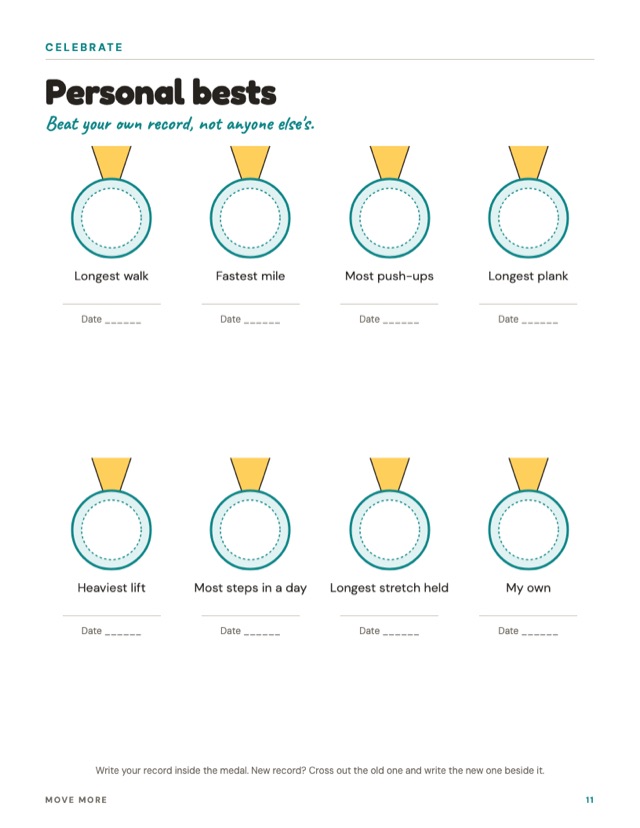 CELEBRATE
Personal bests
Beat your own record, not anyone else's.
Longest walk
Fastest mile
Most push-ups
Longest plank
Date ______
Date ______
Date ______
Date ______
Heaviest lift
Most steps in a day
Longest stretch held
My own
Date ______
Date ______
Date ______
Date ______
Write your record inside the medal. New record? Cross out the old one and write the new one beside it.
MOVE MORE
11